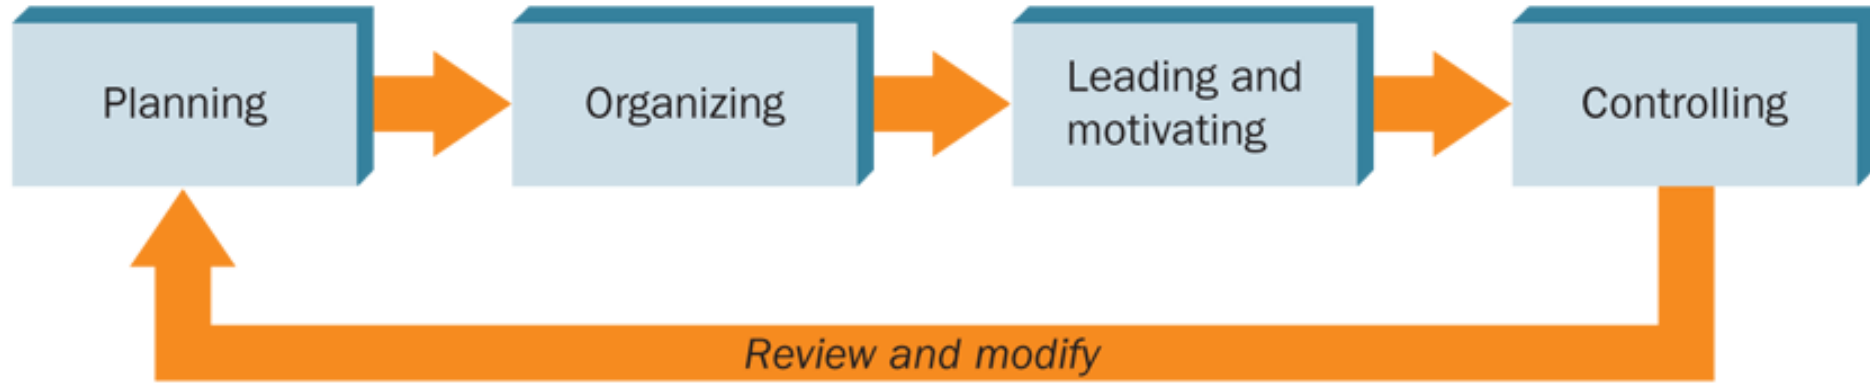 Planning
Organizing
Leading and
motivating
Controlling
Review and modify